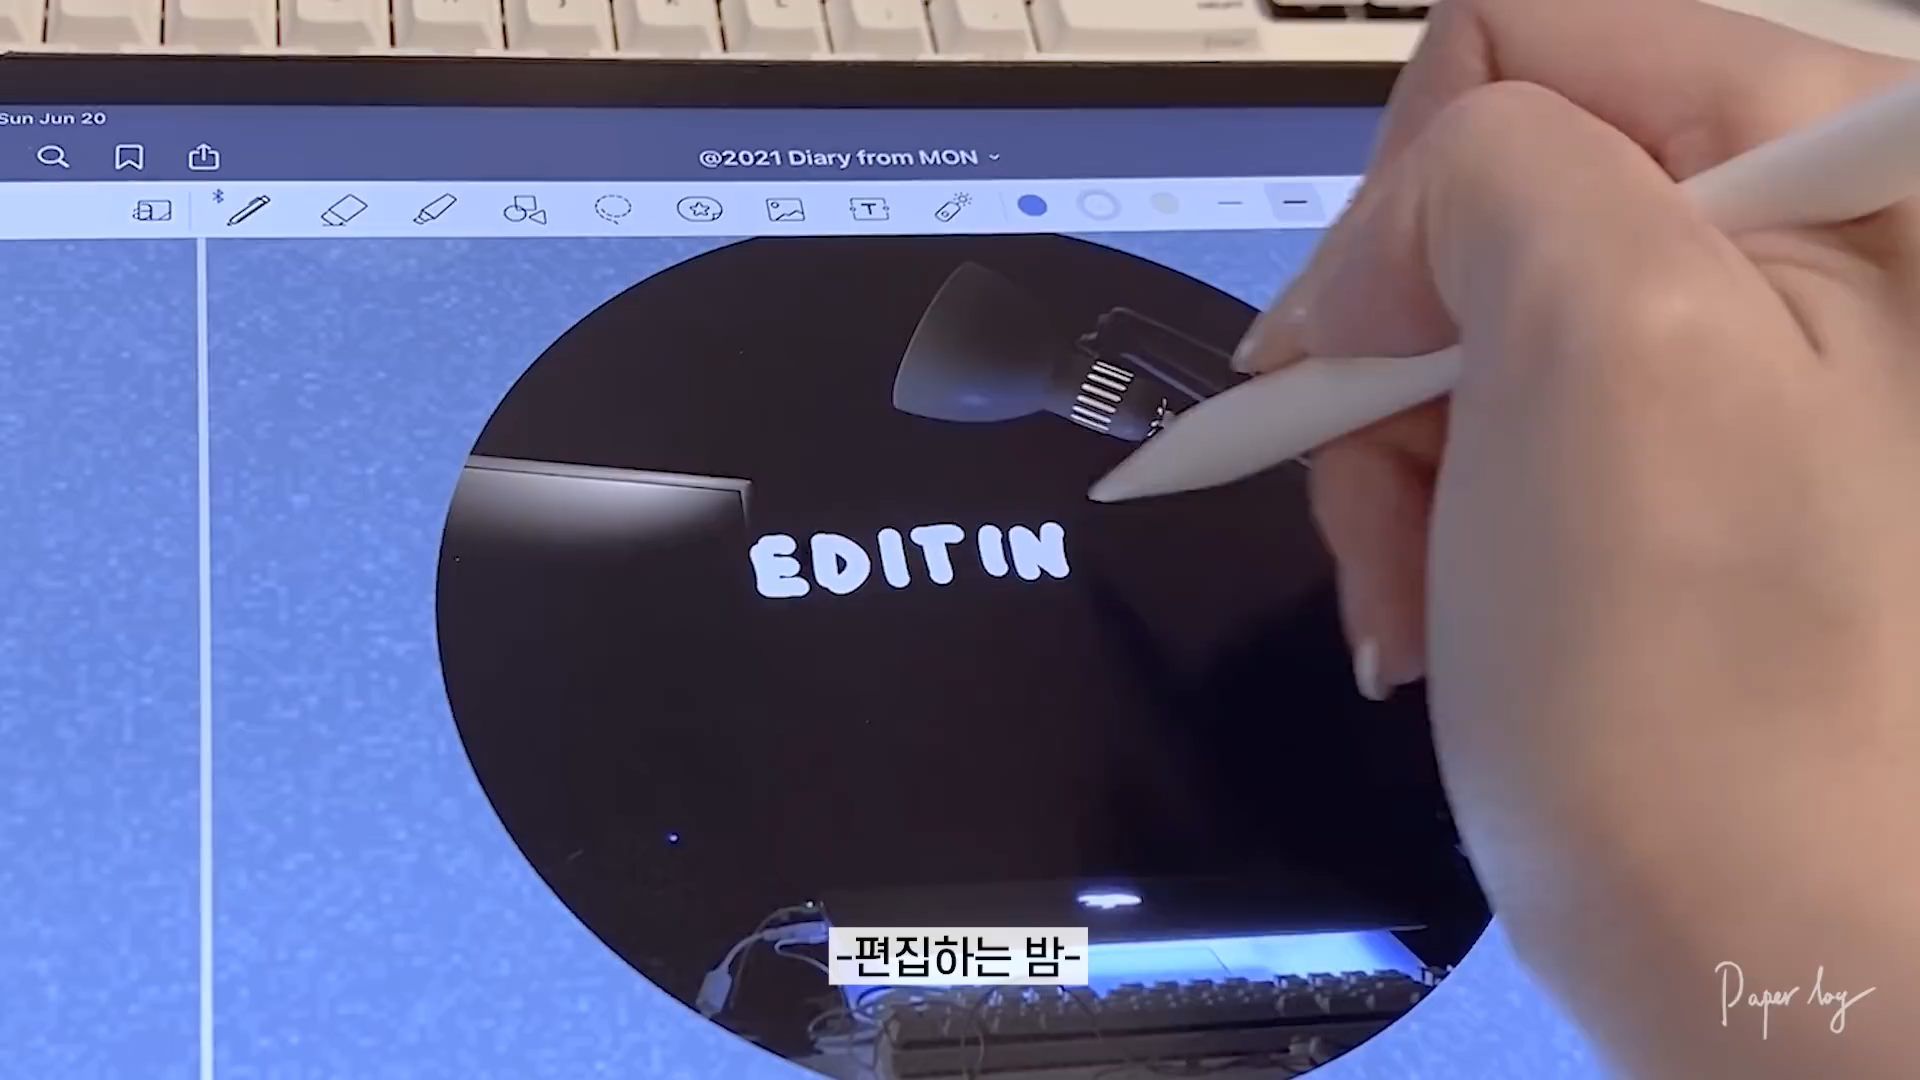 Sun Jun 20
@2021 Diary from MON
T
EDITIN
-편집하는 밤-
Paper log